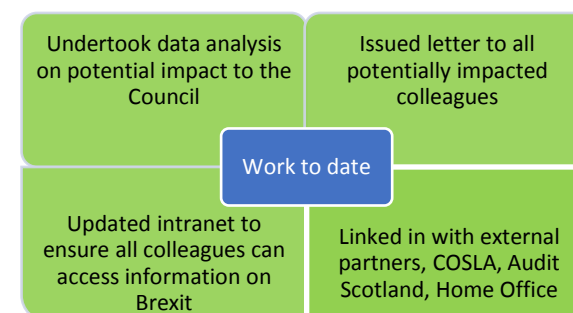 Undertook data analysis
on potential impact to the
Council
Issued letter to all
potentially impacted
colleagues
Work to date
Updated intranet to
ensure all colleagues can
access information on
Brexit
Linked in with external
partners, COSLA, Audit
Scotland, Home Office